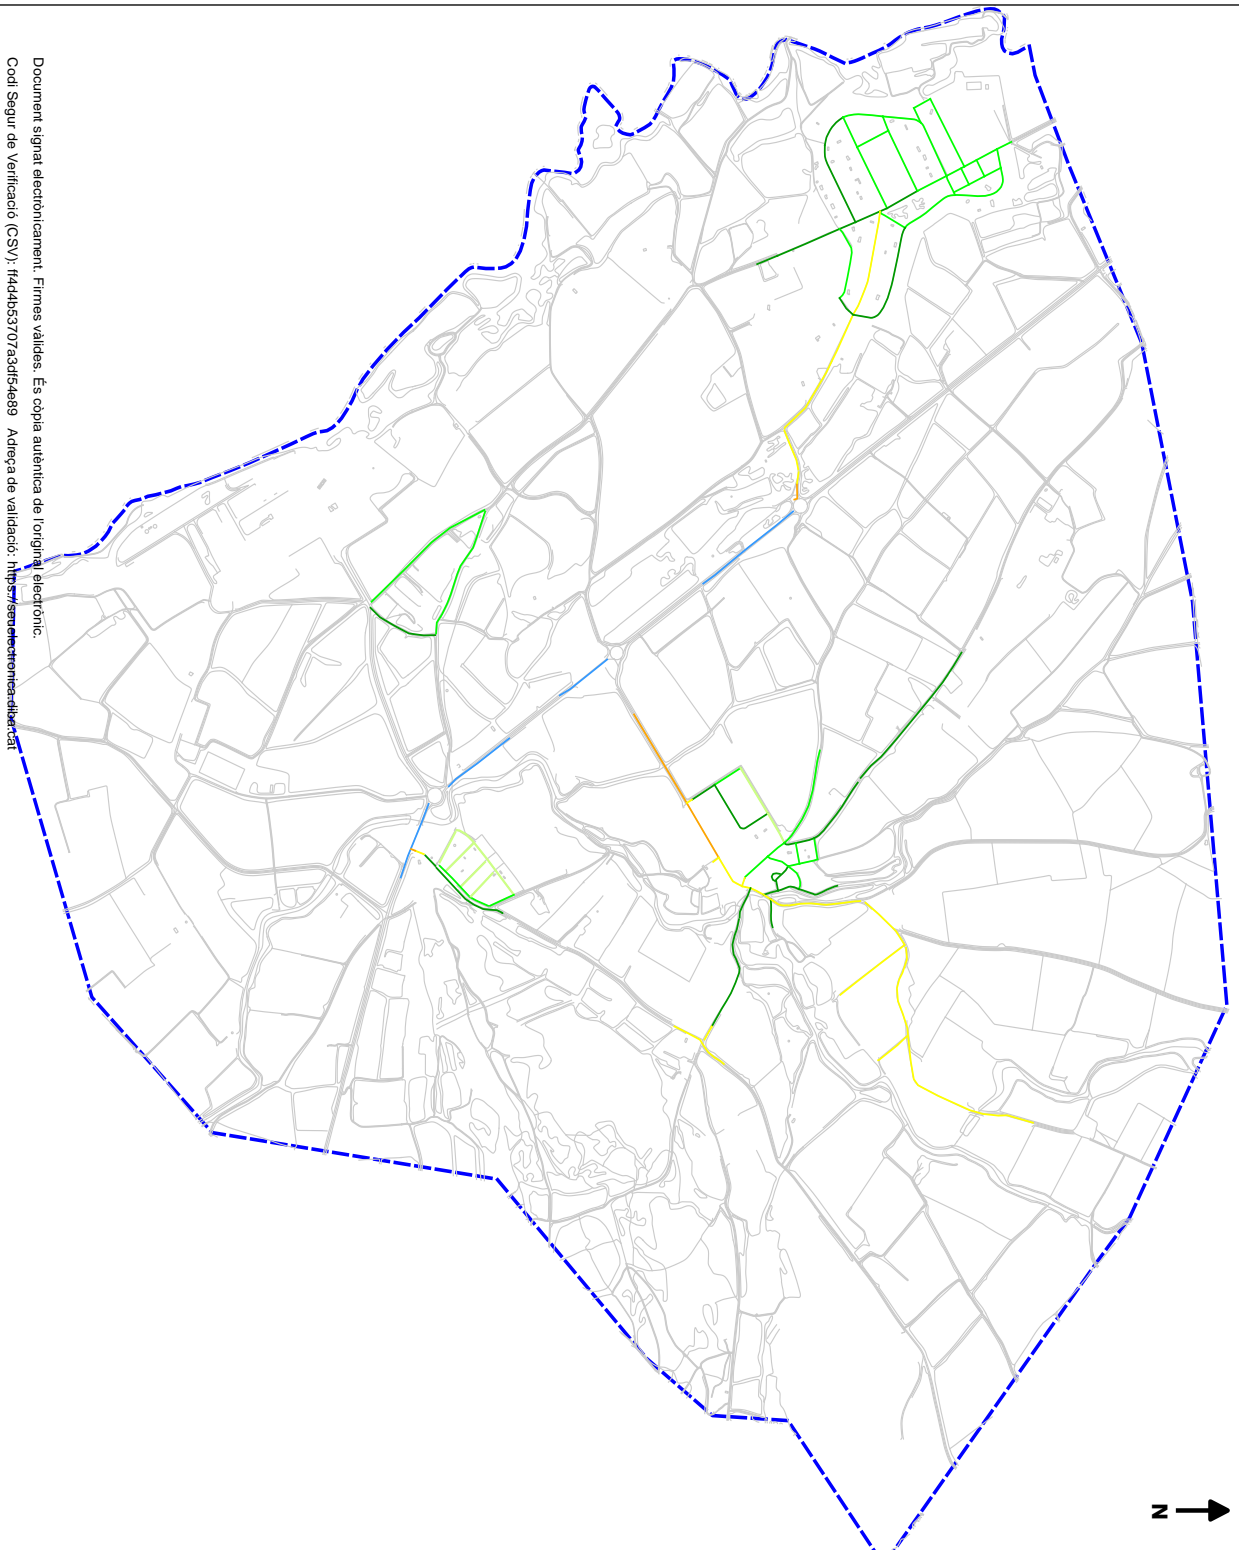 Document signat electrònicament. Firmes vàlides. És còpia autèntica de l'original electrònic.
Codi Segur de Verificació (CSV): ff4d4b53707a3df54e89 Adreça de validació: https://seuelectronica.diba.cat
N